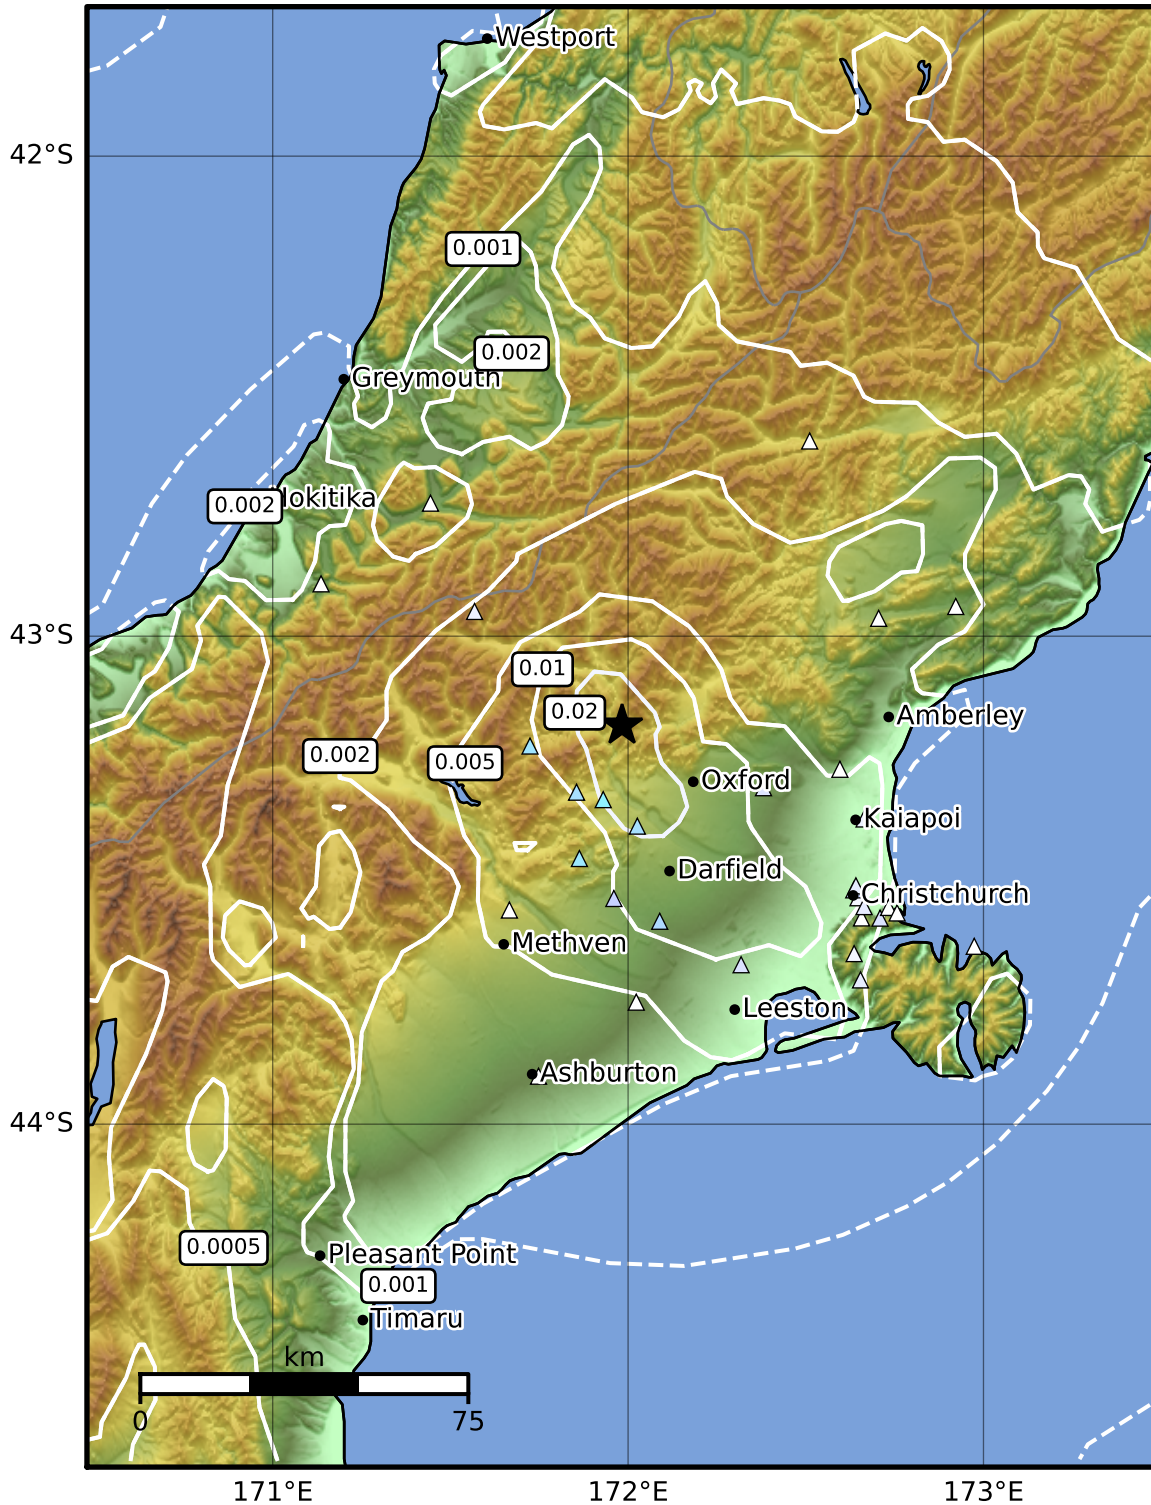 Westport
42°S
0.001
0.002
Greymouth
0.002
Hokitika
43°S
0.01
0.02
Amberley
0.002
0.005
Oxford
Kaiapoi
Darfield
Christchurch
Methven
Leeston
Ashburton
44°S
0.0005
Pleasant Point
0.001
Timaru
km
0
75
171°E
172°E
173°E